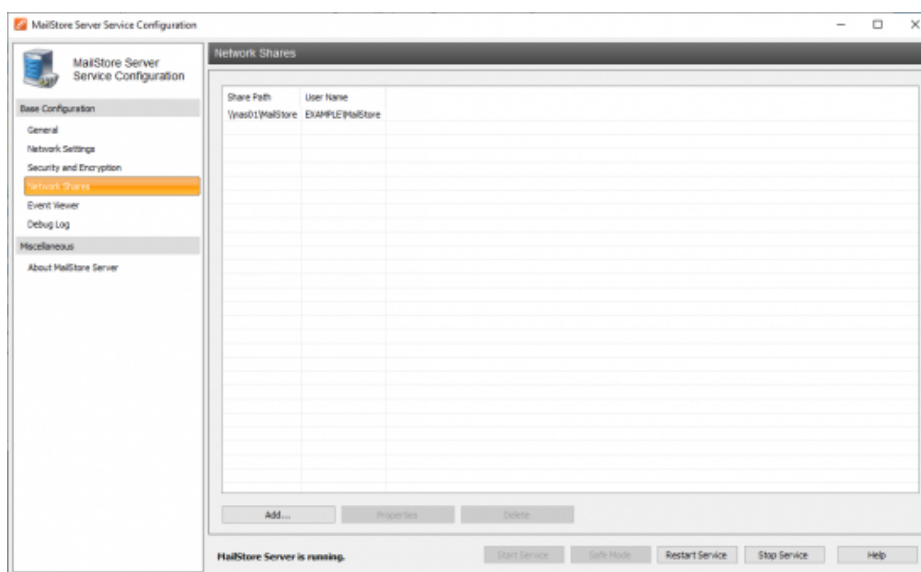 MailStore Server Service Configuration
MailStore Server
Service Configuration
Base Configuration
General
Network Settings
Security and Encryption
Network Shares
Event Viewer
Debug Log
Miscellaneous
About MailStore Server
Network Shares
Share Path User Name
\\nas01\MailStore EXAMPLE\MailStore
Add... Properties Delete
MailStore Server is running. Start Service Safe Mode Restart Service Stop Service Help